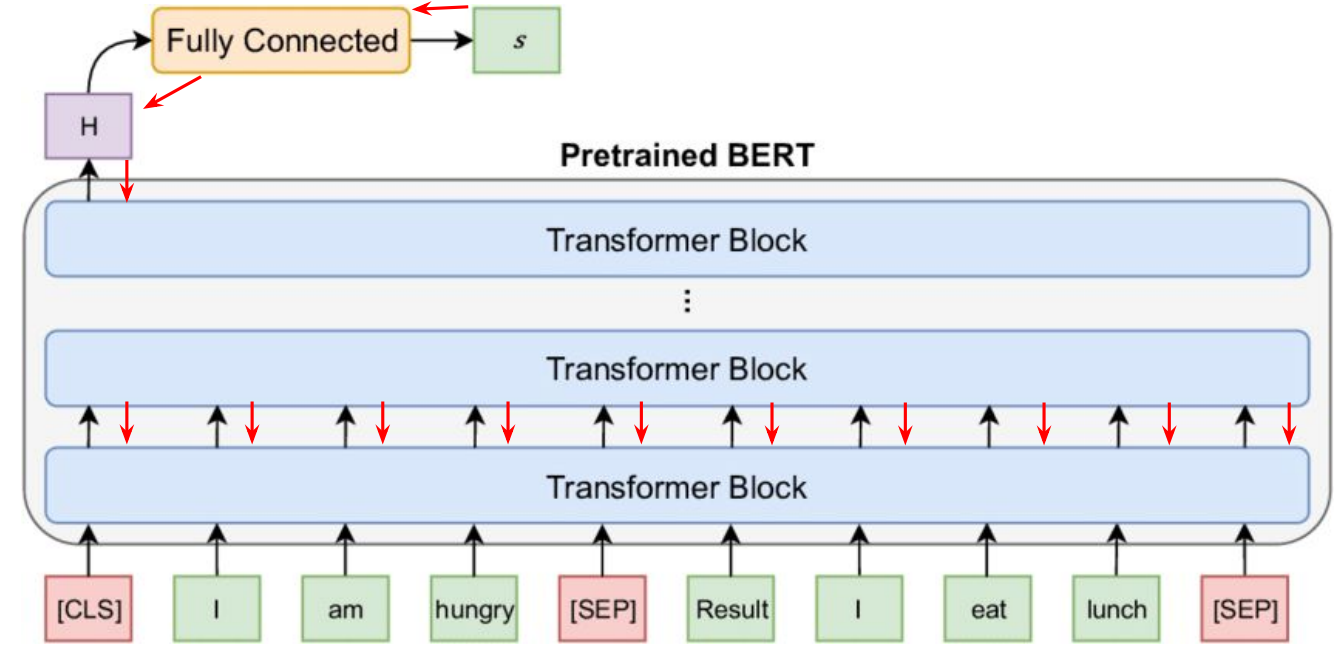 Fully Connected
s
H
Pretrained BERT
Transformer Block
⋮
Transformer Block
Transformer Block
[CLS] I am hungry [SEP] Result I eat lunch [SEP]